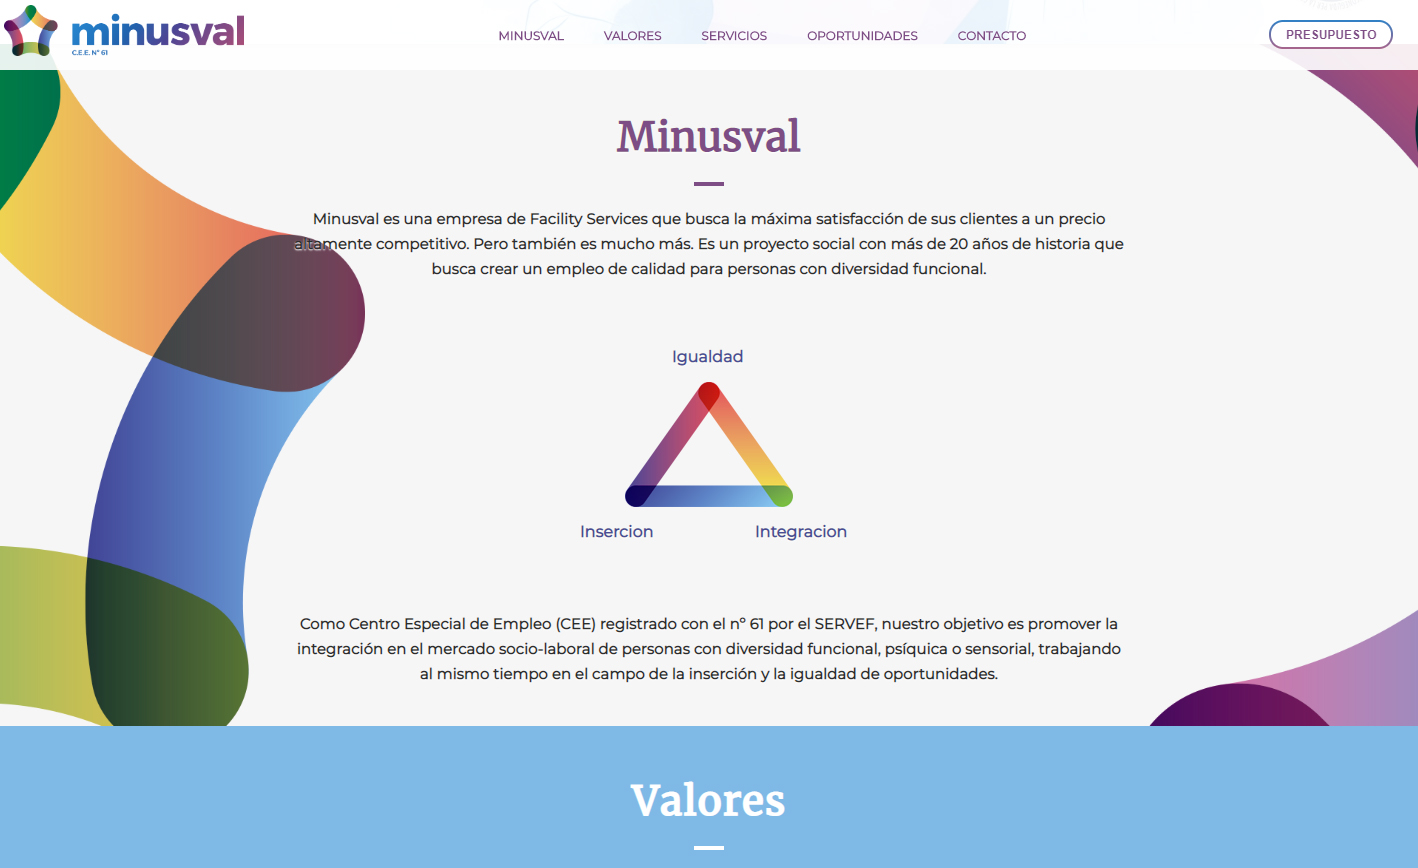 minusval
C.E.E. Nº 61
MINUSVAL
VALORES
SERVICIOS
OPORTUNIDADES
CONTACTO
PRESUPUESTO
Minusval
Minusval es una empresa de Facility Services que busca la máxima satisfacción de sus clientes a un precio
altamente competitivo. Pero también es mucho más. Es un proyecto social con más de 20 años de historia que
busca crear un empleo de calidad para personas con diversidad funcional.
Igualdad
Insercion
Integracion
Como Centro Especial de Empleo (CEE) registrado con el nº 61 por el SERVEF, nuestro objetivo es promover la
integración en el mercado socio-laboral de personas con diversidad funcional, psíquica o sensorial, trabajando
al mismo tiempo en el campo de la inserción y la igualdad de oportunidades.
Valores